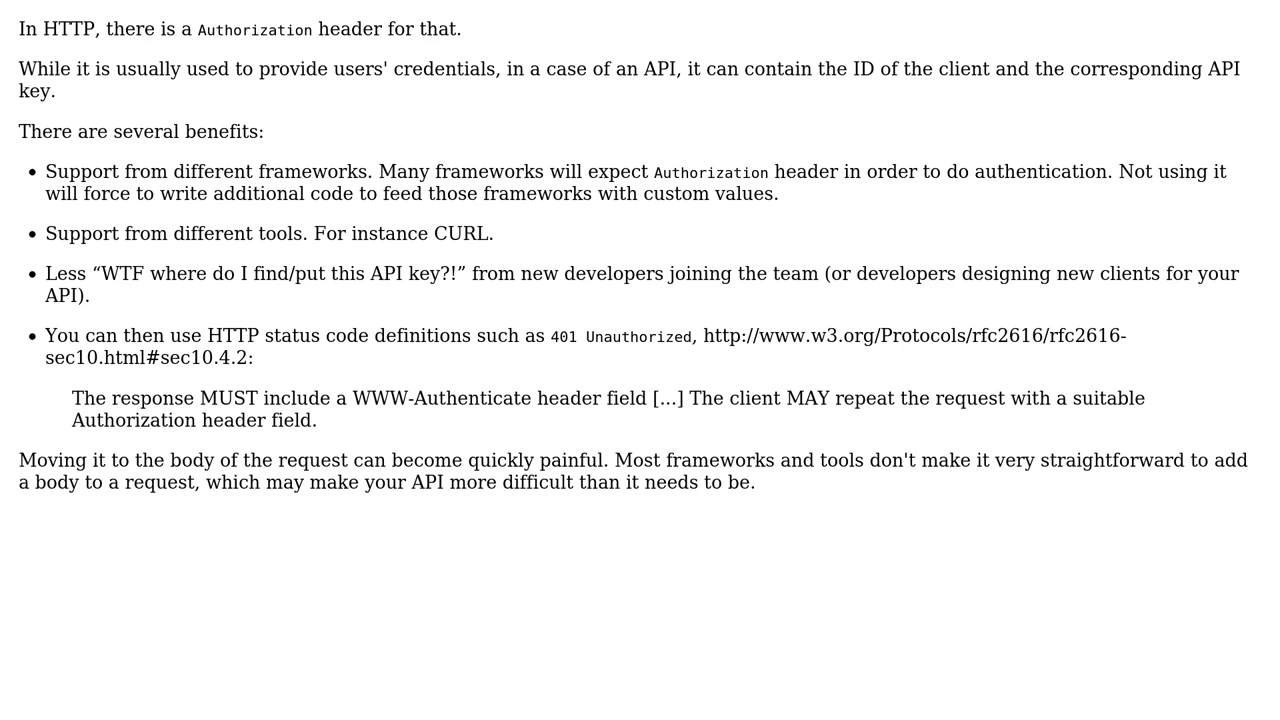 In HTTP, there is a Authorization header for that.
While it is usually used to provide users' credentials, in a case of an API, it can contain the ID of the client and the corresponding API
key.
There are several benefits:
• Support from different frameworks. Many frameworks will expect Authorization header in order to do authentication. Not using it
will force to write additional code to feed those frameworks with custom values.
• Support from different tools. For instance CURL.
• Less “WTF where do I find/put this API key?!” from new developers joining the team (or developers designing new clients for your
API).
• You can then use HTTP status code definitions such as 401 Unauthorized, http://www.w3.org/Protocols/rfc2616/rfc2616-
sec10.html#sec10.4.2:
The response MUST include a WWW-Authenticate header field […] The client MAY repeat the request with a suitable
Authorization header field.
Moving it to the body of the request can become quickly painful. Most frameworks and tools don't make it very straightforward to add
a body to a request, which may make your API more difficult than it needs to be.